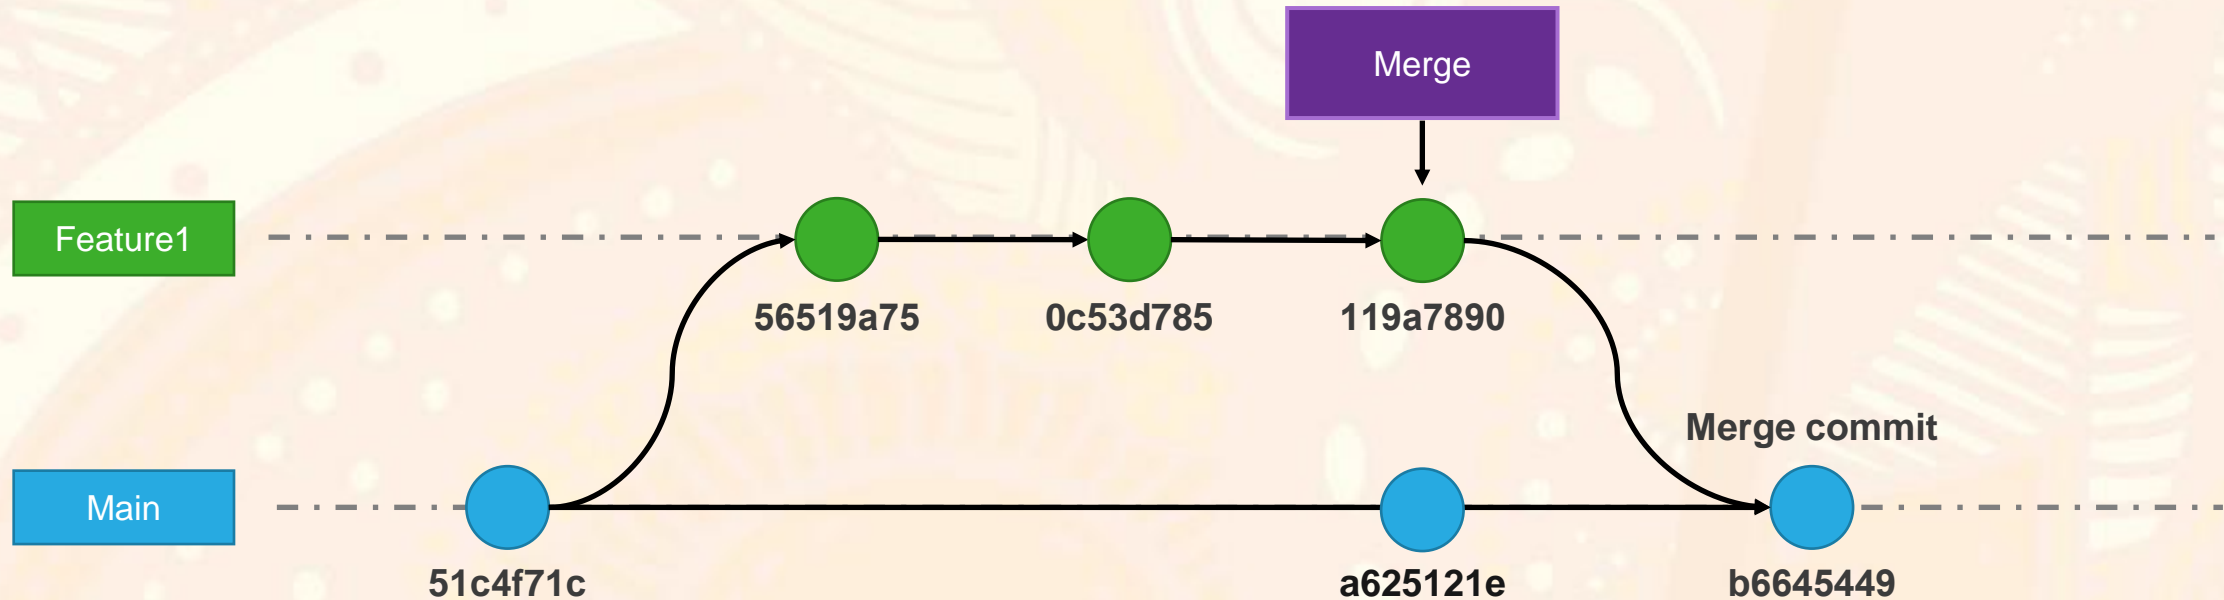 Merge
Feature1
56519a75
0c53d785
119a7890
Merge commit
Main
51c4f71c
a625121e
b6645449